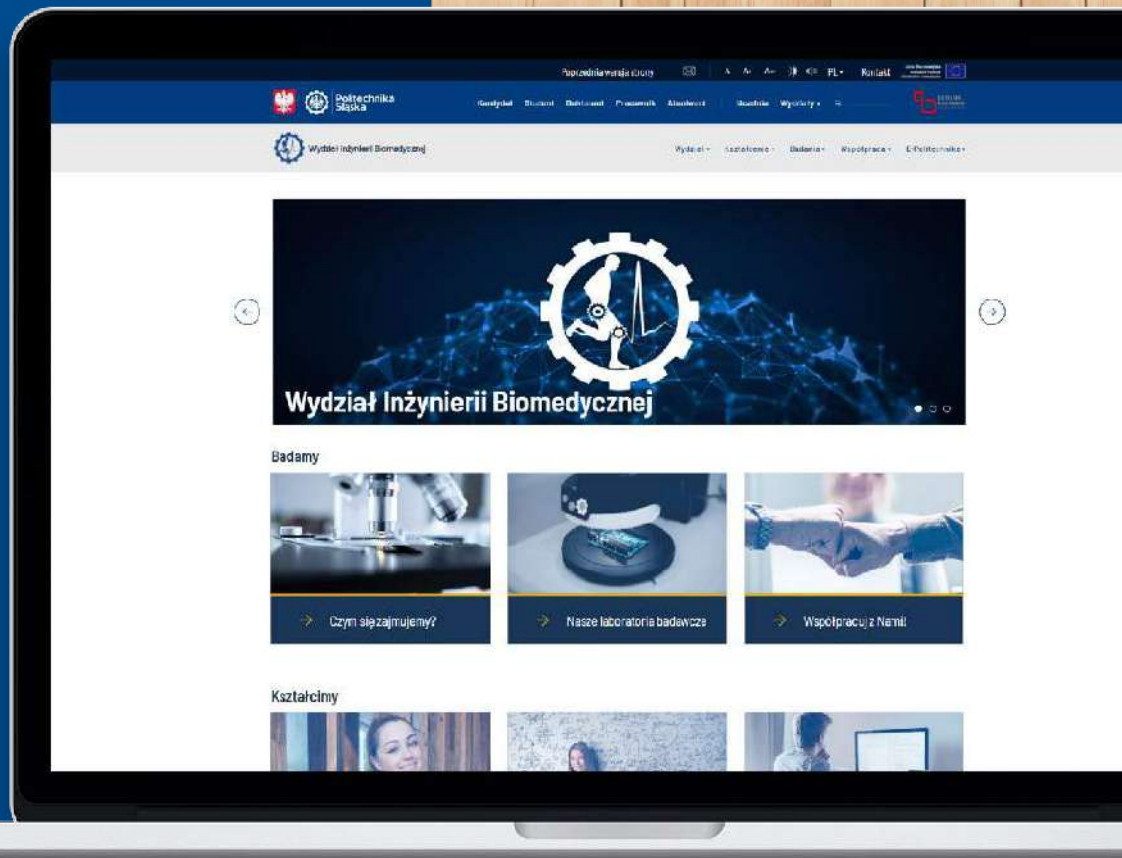 Poprzednia wersja strony A A+ A++ PL Kontakt
Politechnika
Śląska
Kandydat Student Doktorant Pracownik Absolwent Uczelnia Wydziały
Wydział Inżynierii Biomedycznej
Wydział Kształcenie Badania Współpraca E-Politechnika
Wydział Inżynierii Biomedycznej
Badamy
Czym się zajmujemy?
Nasze laboratoria badawcze
Współpracuj z Nami!
Kształcimy